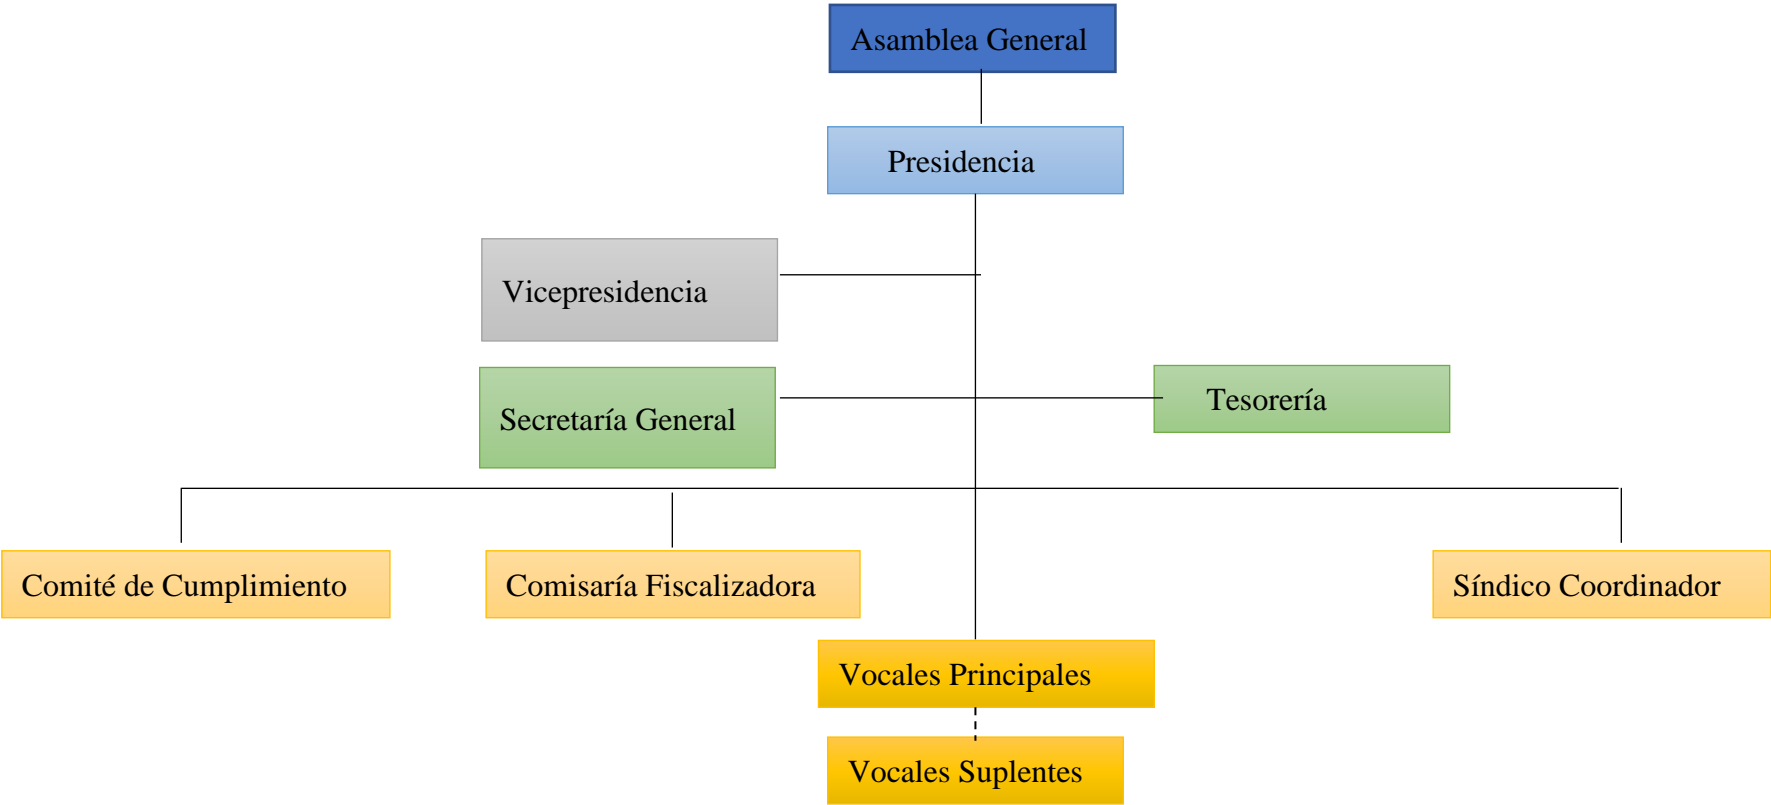 Asamblea General
Presidencia
Vicepresidencia
Secretaría General
Tesorería
Comité de Cumplimiento
Comisaría Fiscalizadora
Síndico Coordinador
Vocales Principales
Vocales Suplentes